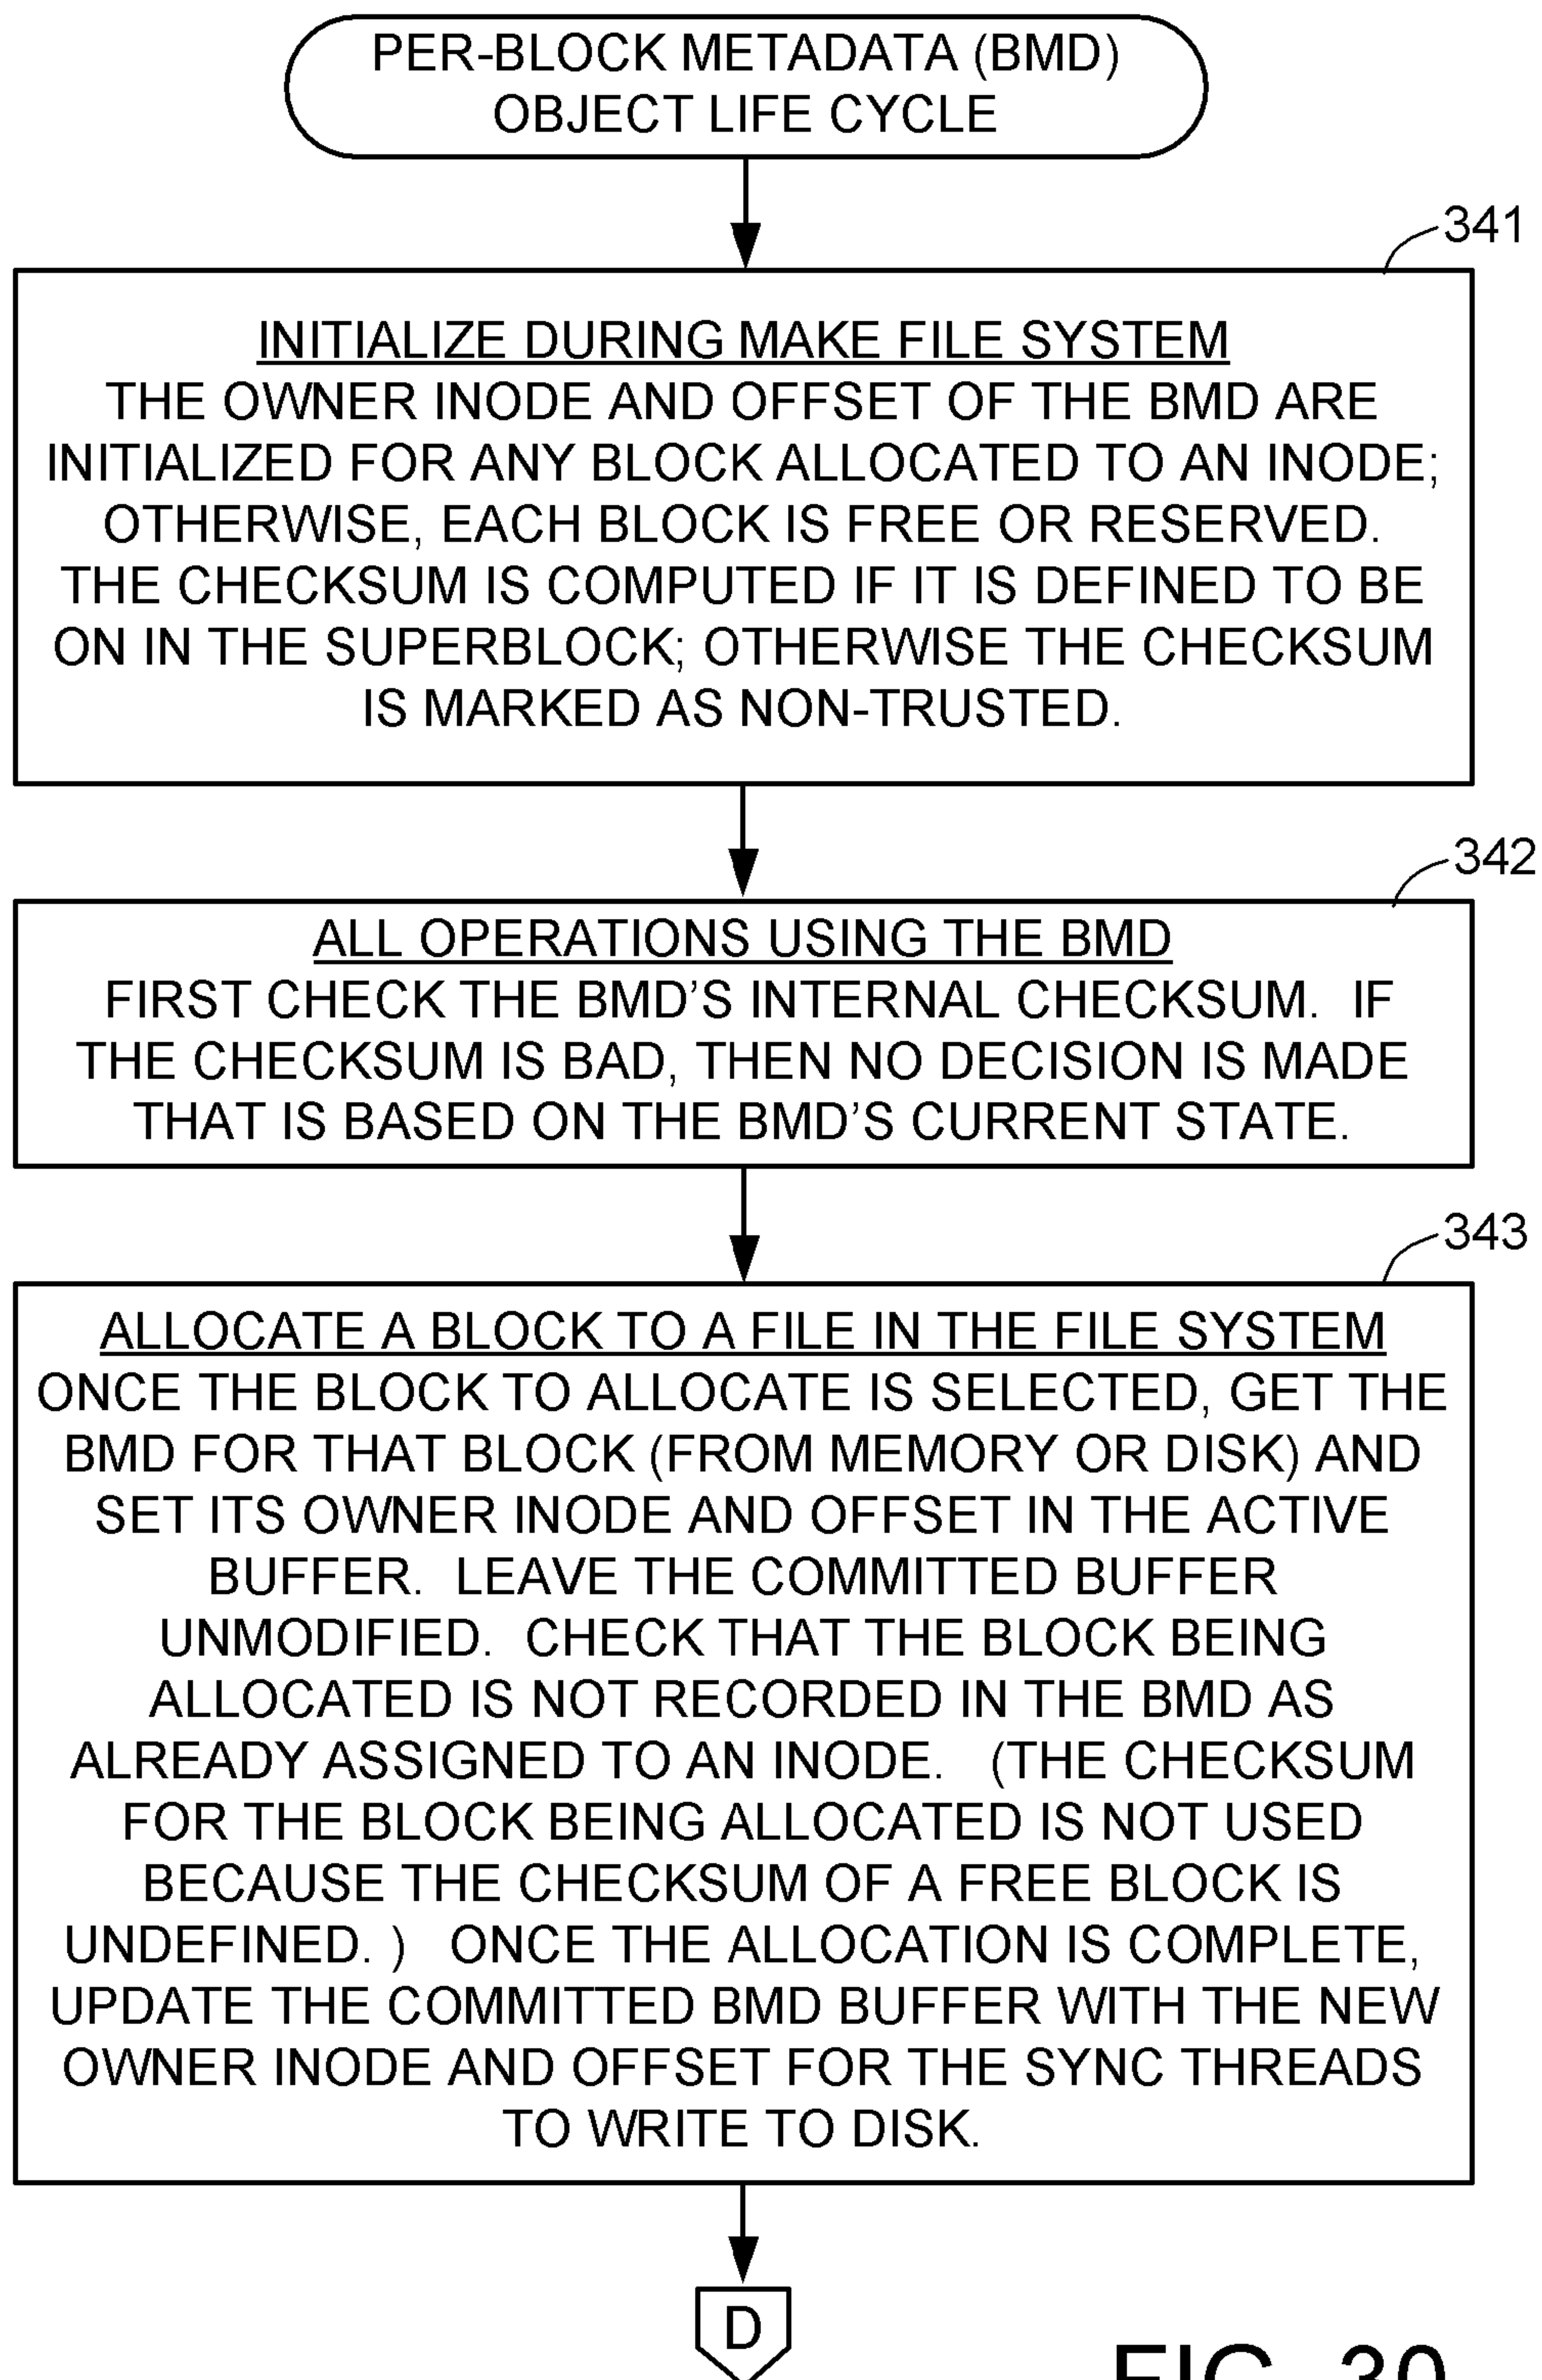 PER-BLOCK METADATA (BMD)
OBJECT LIFE CYCLE
341
INITIALIZE DURING MAKE FILE SYSTEM
THE OWNER INODE AND OFFSET OF THE BMD ARE
INITIALIZED FOR ANY BLOCK ALLOCATED TO AN INODE;
OTHERWISE, EACH BLOCK IS FREE OR RESERVED.
THE CHECKSUM IS COMPUTED IF IT IS DEFINED TO BE
ON IN THE SUPERBLOCK; OTHERWISE THE CHECKSUM
IS MARKED AS NON-TRUSTED.
342
ALL OPERATIONS USING THE BMD
FIRST CHECK THE BMD’S INTERNAL CHECKSUM. IF
THE CHECKSUM IS BAD, THEN NO DECISION IS MADE
THAT IS BASED ON THE BMD’S CURRENT STATE.
343
ALLOCATE A BLOCK TO A FILE IN THE FILE SYSTEM
ONCE THE BLOCK TO ALLOCATE IS SELECTED, GET THE
BMD FOR THAT BLOCK (FROM MEMORY OR DISK) AND
SET ITS OWNER INODE AND OFFSET IN THE ACTIVE
BUFFER. LEAVE THE COMMITTED BUFFER
UNMODIFIED. CHECK THAT THE BLOCK BEING
ALLOCATED IS NOT RECORDED IN THE BMD AS
ALREADY ASSIGNED TO AN INODE. (THE CHECKSUM
FOR THE BLOCK BEING ALLOCATED IS NOT USED
BECAUSE THE CHECKSUM OF A FREE BLOCK IS
UNDEFINED. ) ONCE THE ALLOCATION IS COMPLETE,
UPDATE THE COMMITTED BMD BUFFER WITH THE NEW
OWNER INODE AND OFFSET FOR THE SYNC THREADS
TO WRITE TO DISK.
D
FIG. 30